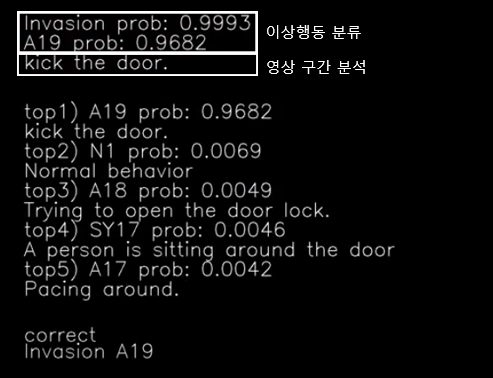 Invasion prob: 0.9993
A19 prob: 0.9682
이상행동 분류
kick the door.
영상 구간 분석
top1) A19 prob: 0.9682
kick the door.
top2) N1 prob: 0.0069
Normal behavior
top3) A18 prob: 0.0049
Trying to open the door lock.
top4) SY17 prob: 0.0046
A person is sitting around the door
top5) A17 prob: 0.0042
Pacing around.
correct
Invasion A19